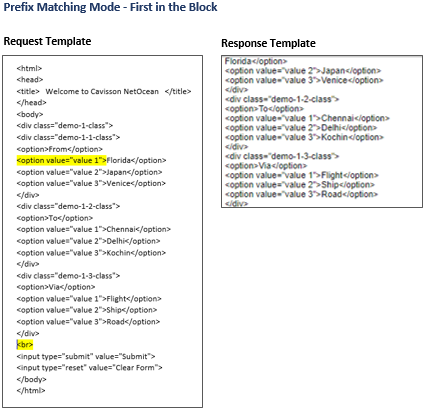 Prefix Matching Mode - First in the Block
Request Template
<html>
<head>
<title> Welcome to Cavisson NetOcean </title>
</head>
<body>
<div class="demo-1-class">
<div class="demo-1-1-class">
<option>From</option>
<option value="value 1">Florida</option>
<option value="value 2">Japan</option>
<option value="value 3">Venice</option>
</div>
<div class="demo-1-2-class">
<option>To</option>
<option value="value 1">Chennai</option>
<option value="value 2">Delhi</option>
<option value="value 3">Kochin</option>
</div>
<div class="demo-1-3-class">
<option>Via</option>
<option value="value 1">Flight</option>
<option value="value 2">Ship</option>
<option value="value 3">Road</option>
</div>
<br>
<input type="submit" value="Submit">
<input type="reset" value="Clear Form">
</body>
</html>
Response Template
Florida</option>
<option value="value 2">Japan</option>
<option value="value 3">Venice</option>
</div>
<div class="demo-1-2-class">
<option>To</option>
<option value="value 1">Chennai</option>
<option value="value 2">Delhi</option>
<option value="value 3">Kochin</option>
</div>
<div class="demo-1-3-class">
<option>Via</option>
<option value="value 1">Flight</option>
<option value="value 2">Ship</option>
<option value="value 3">Road</option>
</div>